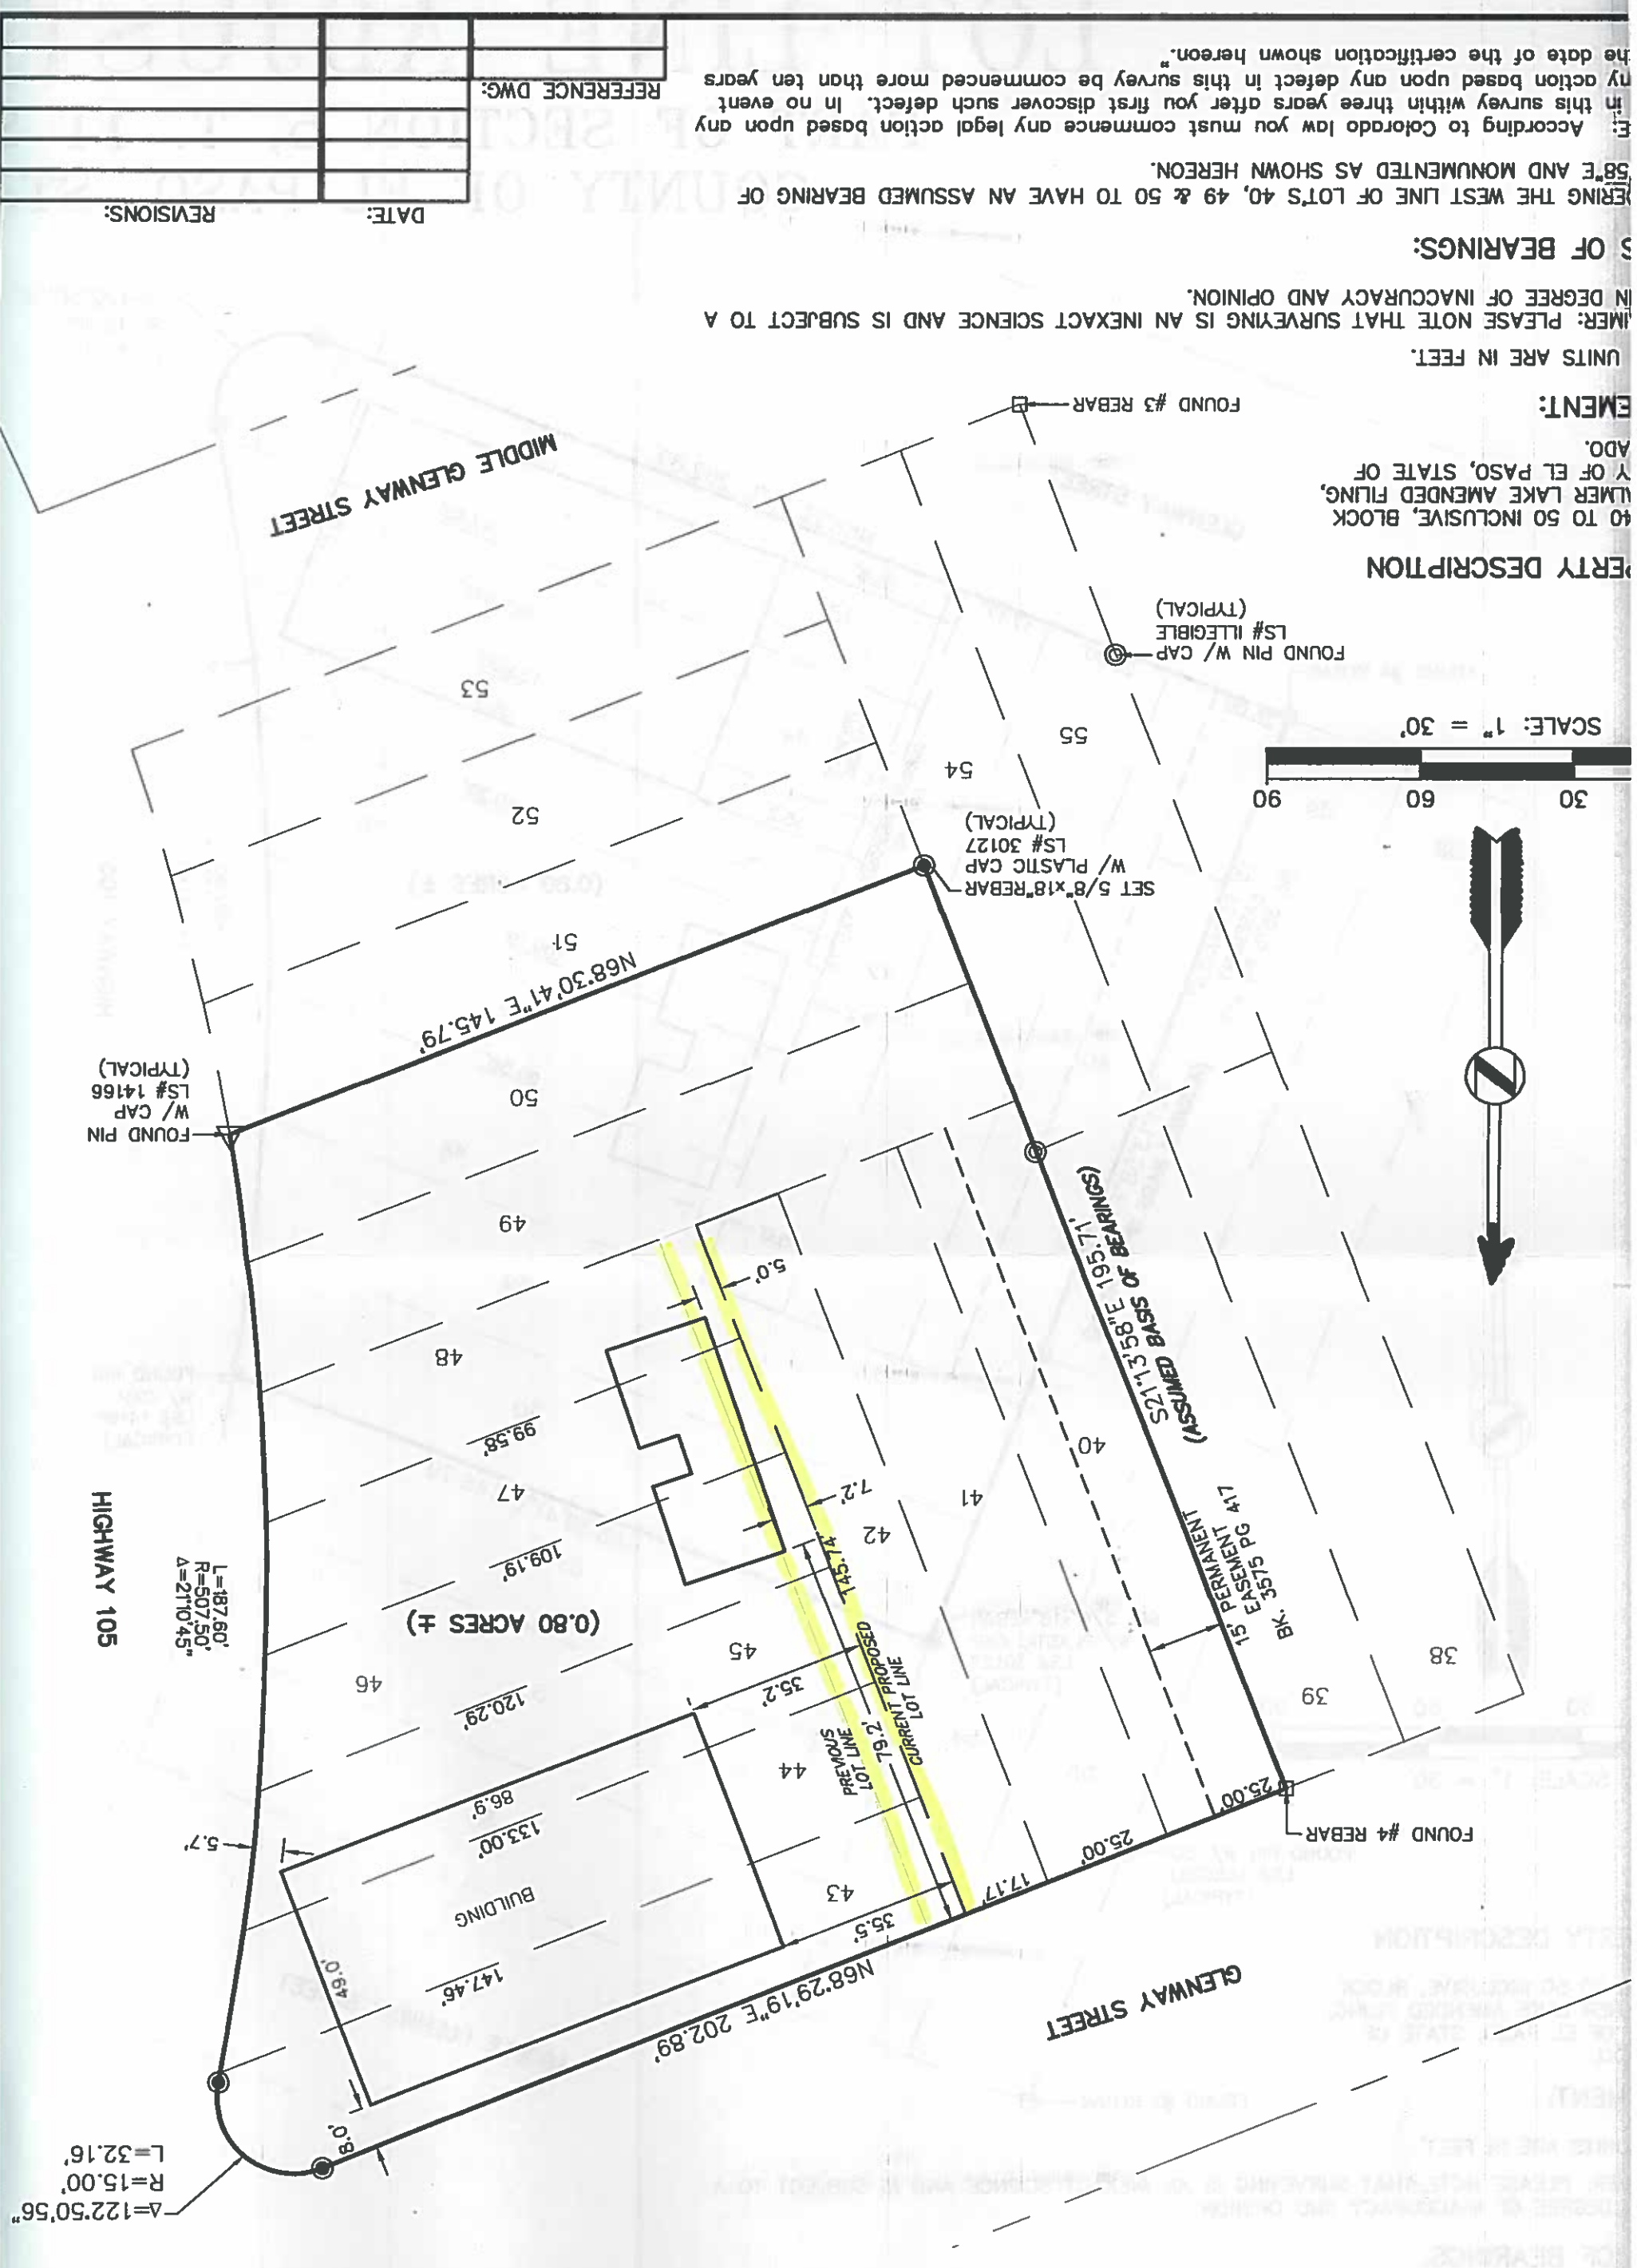 Δ=122°50'56"
R=15.00'
L=32.16'
8.0'
N68°29'19"E 202.89'
GLENWAY STREET
49.0'
147.46'
BUILDING
133.00'
86.9'
5.7'
35.5'
43
17.17'
25.00'
25.00'
FOUND #4 REBAR
44
PREVIOUS
LOT LINE
79.2'
CURRENT PROPOSED
LOT LINE
145.74'
35.2'
45
39
38
46
120.29'
(0.80 ACRES ±)
109.19'
47
99.58'
48
49
50
42
41
40
7.2'
5.0'
15' PERMANENT
EASEMENT
BK. 3575 PG 417
S21°13'58"E 195.71'
(ASSUMED BASIS OF BEARINGS)
HIGHWAY 105
L=187.60'
R=507.50'
Δ=21°10'45"
FOUND PIN
W/ CAP
LS# 14166
(TYPICAL)
N68°30'41"E 145.79'
51
52
53
54
55
SET 5/8"x18"REBAR
W/ PLASTIC CAP
LS# 30127
(TYPICAL)
30
60
90
SCALE: 1" = 30'
FOUND PIN W/ CAP
LS# ILLEGIBLE
(TYPICAL)
MIDDLE GLENWAY STREET
FOUND #3 REBAR
ERTY DESCRIPTION
40 TO 50 INCLUSIVE, BLOCK
ALMER LAKE AMENDED FILING,
Y OF EL PASO, STATE OF
ADO.
EMENT:
UNITS ARE IN FEET.
IMER: PLEASE NOTE THAT SURVEYING IS AN INEXACT SCIENCE AND IS SUBJECT TO A
IN DEGREE OF INACCURACY AND OPINION.
S OF BEARINGS:
ERING THE WEST LINE OF LOT'S 40, 49 & 50 TO HAVE AN ASSUMED BEARING OF
58"E AND MONUMENTED AS SHOWN HEREON.
E: According to Colorado law you must commence any legal action based upon any
in this survey within three years after you first discover such defect. In no event
ny action based upon any defect in this survey be commenced more than ten years
he date of the certification shown hereon."
DATE:
REVISIONS:
REFERENCE DWG: